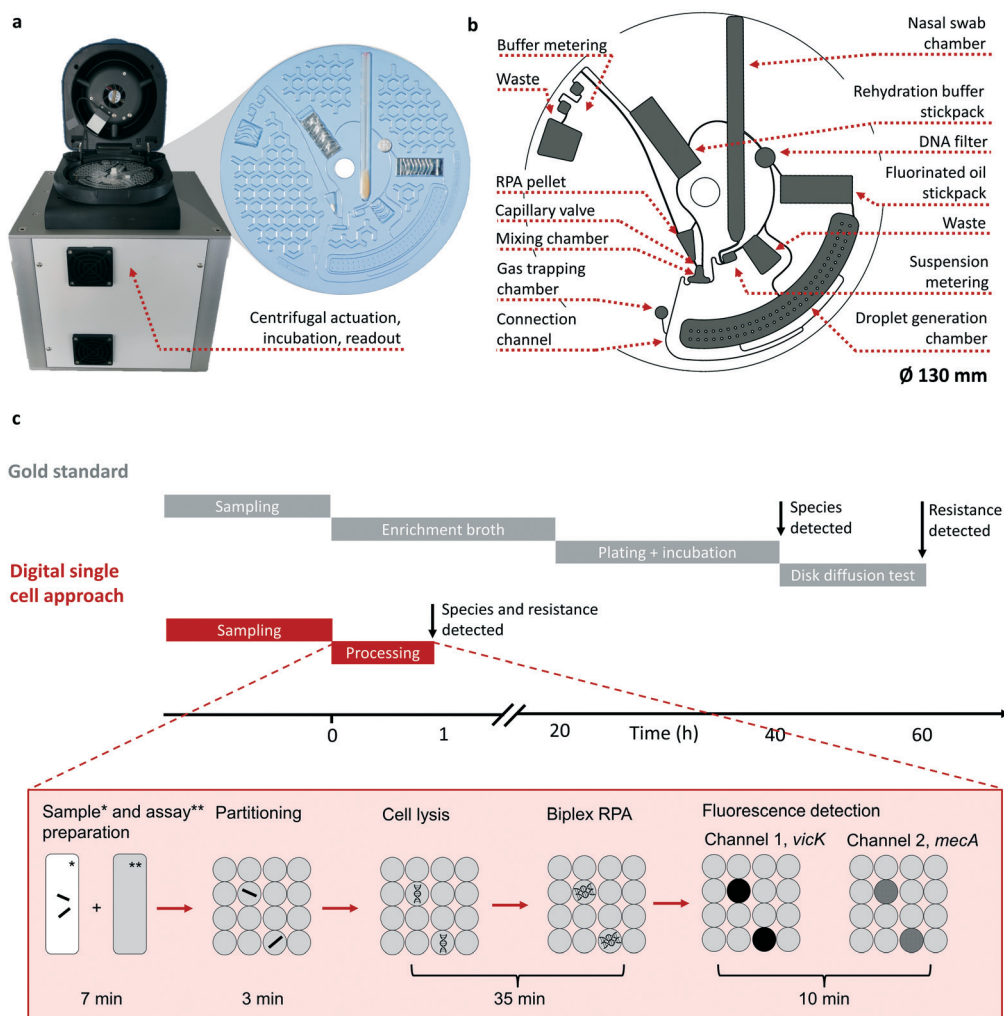 a
Centrifugal actuation,
incubation, readout
b
Buffer metering
Waste
RPA pellet
Capillary valve
Mixing chamber
Gas trapping
chamber
Connection
channel
Nasal swab
chamber
Rehydration buffer
stickpack
DNA filter
Fluorinated oil
stickpack
Waste
Suspension
metering
Droplet generation
chamber
Ø 130 mm
c
Gold standard
Sampling
Enrichment broth
Plating + incubation
Disk diffusion test
Species
detected
Resistance
detected
Digital single
cell approach
Sampling
Processing
Species and resistance
detected
0
1
20
Time (h)
40
60
Sample* and assay**
preparation
*
+
**
7 min
Partitioning
3 min
Cell lysis
Biplex RPA
35 min
Fluorescence detection
Channel 1, vicK
Channel 2, mecA
10 min